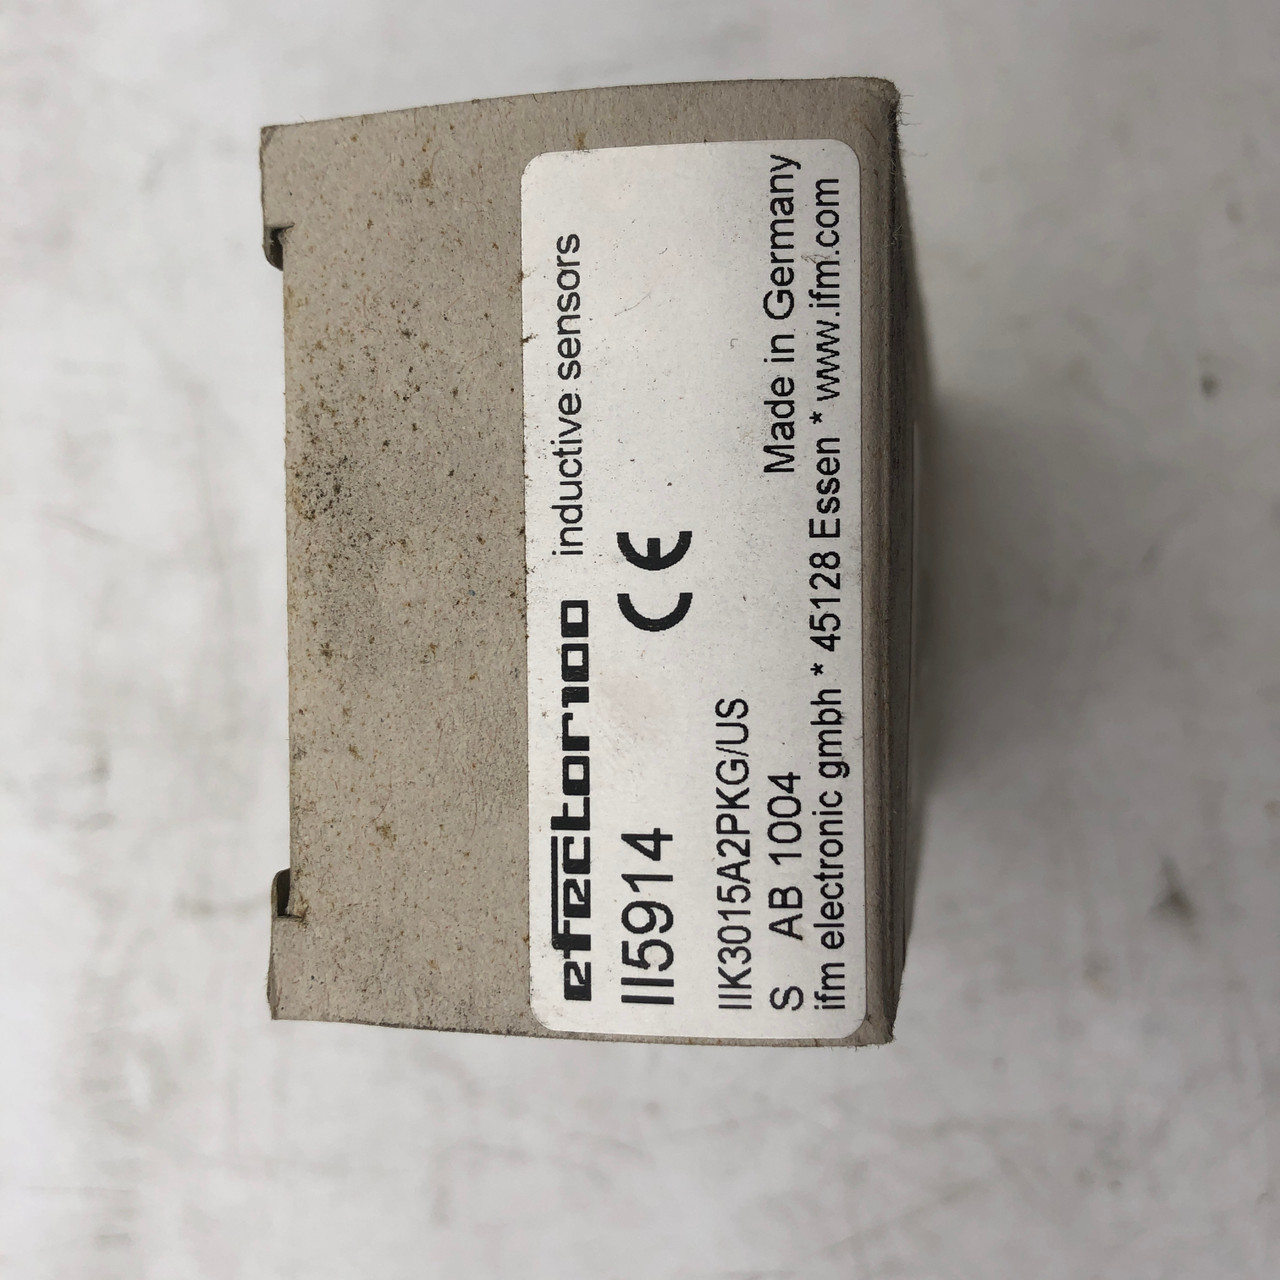 efector100 inductive sensors
II5914 CE
IIK3015A2PKG/US
S AB 1004 Made in Germany
ifm electronic gmbh * 45128 Essen * www.ifm.com